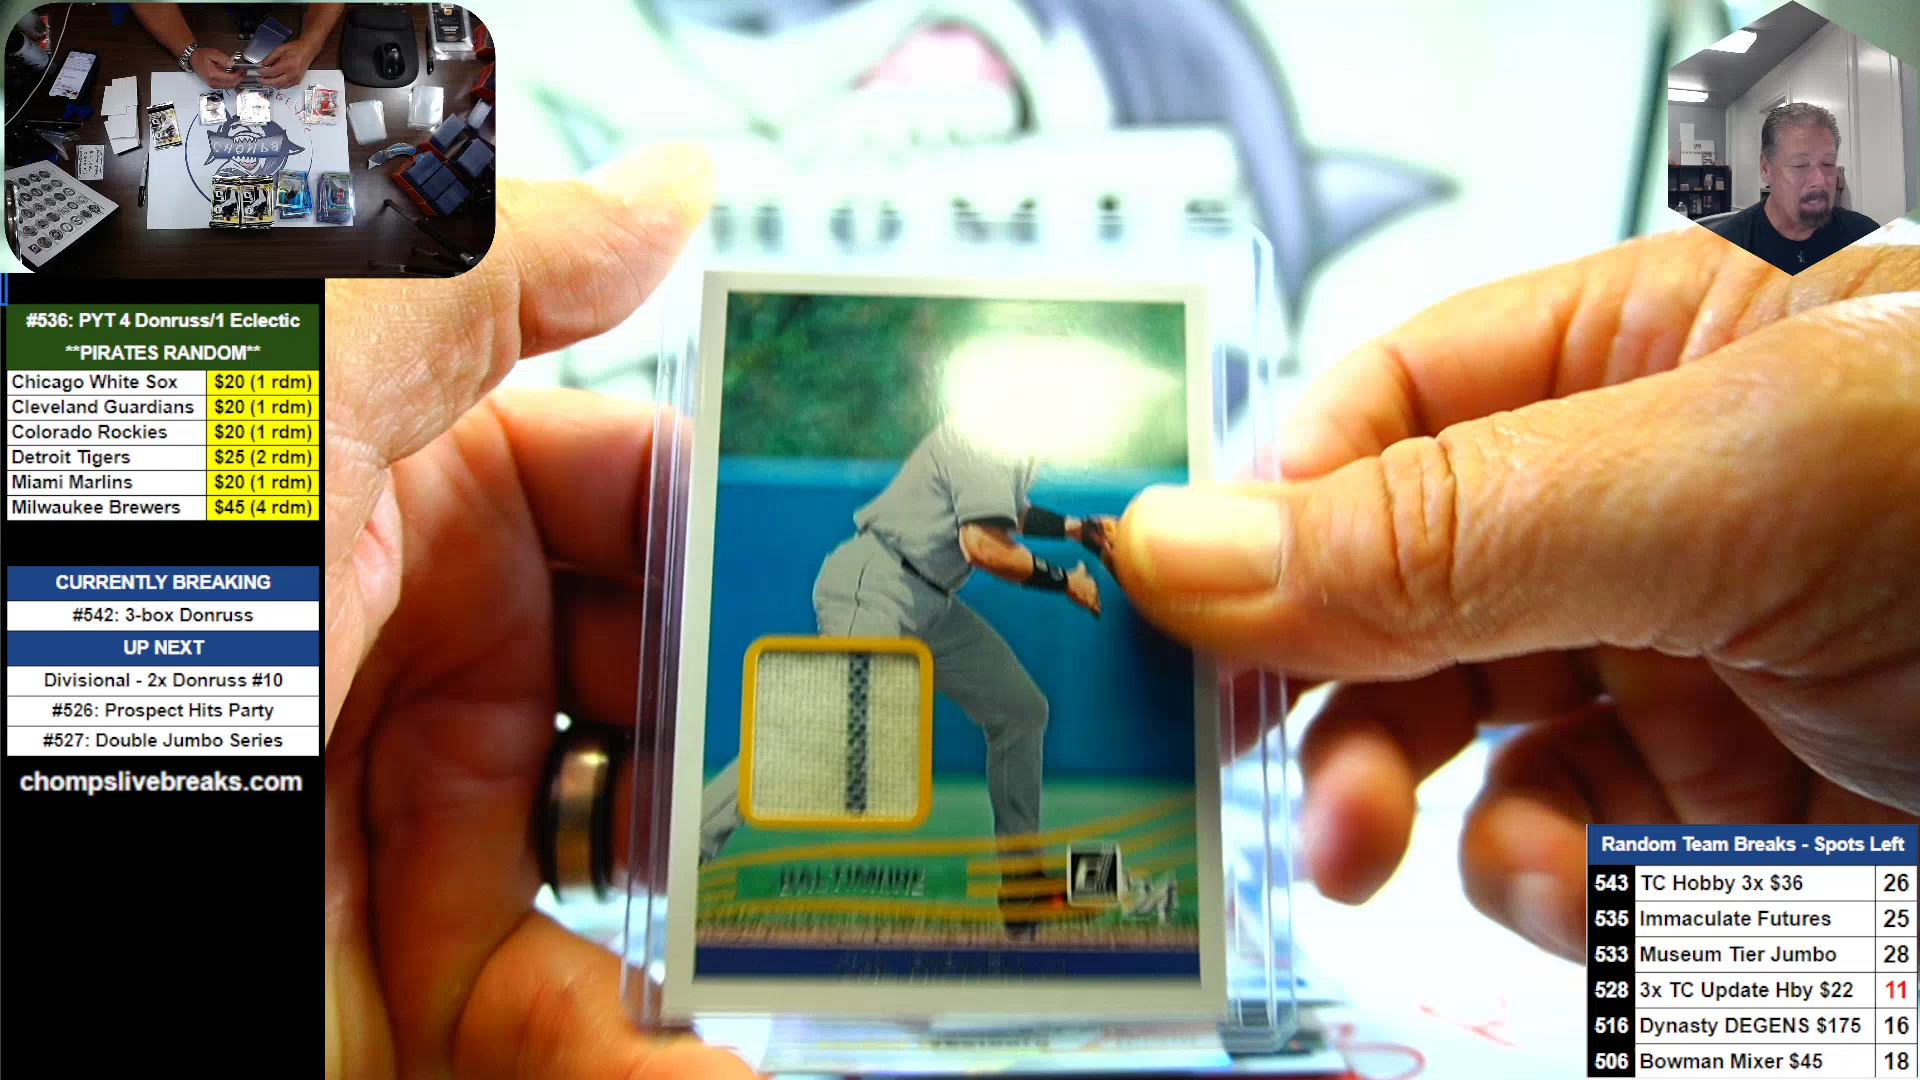 HOMIS
#536: PYT 4 Donruss/1 Eclectic
**PIRATES RANDOM**
Chicago White Sox $20 (1 rdm)
Cleveland Guardians $20 (1 rdm)
Colorado Rockies $20 (1 rdm)
Detroit Tigers $25 (2 rdm)
Miami Marlins $20 (1 rdm)
Milwaukee Brewers $45 (4 rdm)
CURRENTLY BREAKING
#542: 3-box Donruss
UP NEXT
Divisional - 2x Donruss #10
#526: Prospect Hits Party
#527: Double Jumbo Series
chompslivebreaks.com
BALTIMORE
Random Team Breaks - Spots Left
543 TC Hobby 3x $36 26
535 Immaculate Futures 25
533 Museum Tier Jumbo 28
528 3x TC Update Hby $22 11
516 Dynasty DEGENS $175 16
506 Bowman Mixer $45 18